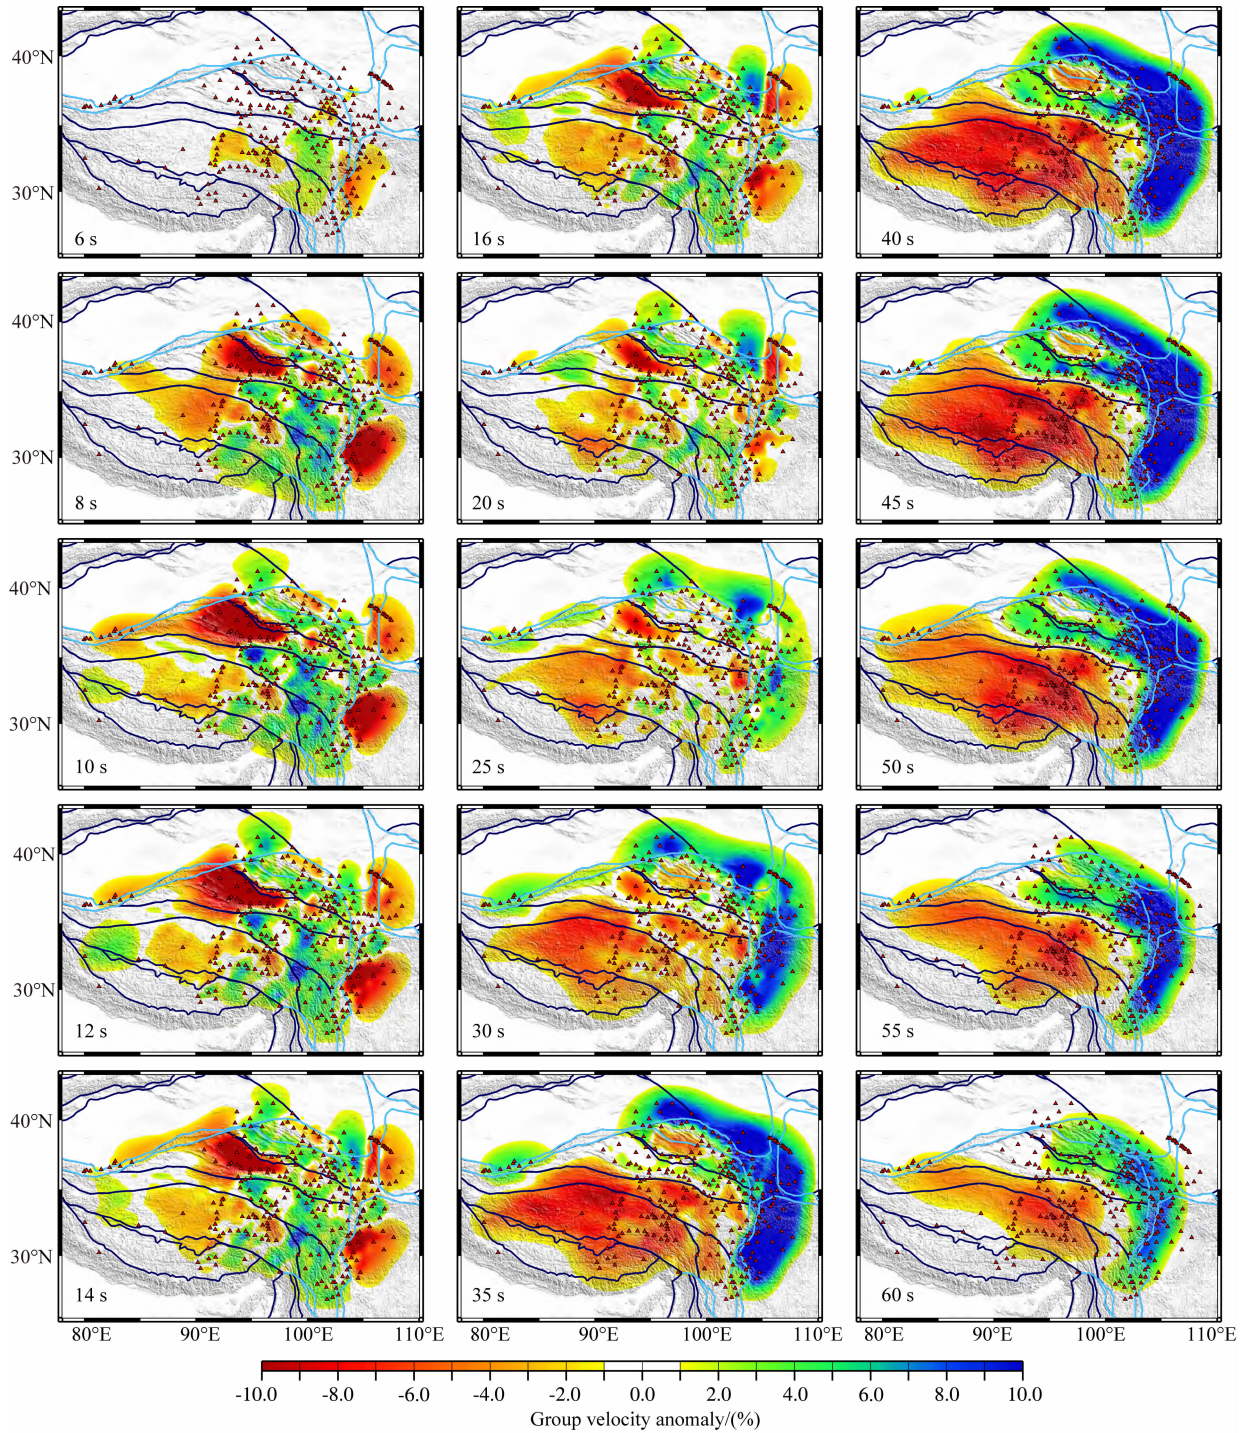 40°N
30°N
6 s
16 s
40 s
40°N
30°N
8 s
20 s
45 s
40°N
30°N
10 s
25 s
50 s
40°N
30°N
12 s
30 s
55 s
40°N
30°N
14 s
35 s
60 s
80°E 90°E 100°E 110°E 80°E 90°E 100°E 110°E 80°E 90°E 100°E 110°E
-10.0 -8.0 -6.0 -4.0 -2.0 0.0 2.0 4.0 6.0 8.0 10.0
Group velocity anomaly/(%)